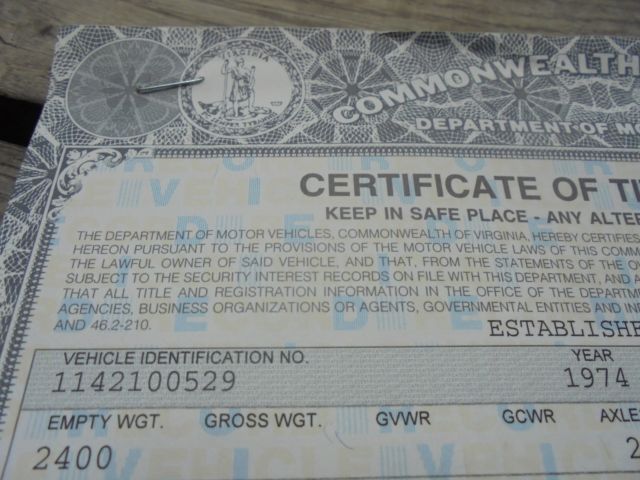 COMMONWEALTH
DEPARTMENT OF M
CERTIFICATE OF TI
KEEP IN SAFE PLACE - ANY ALTE
THE DEPARTMENT OF MOTOR VEHICLES, COMMONWEALTH OF VIRGINIA, HEREBY CERTIFIES
HEREON PURSUANT TO THE PROVISIONS OF THE MOTOR VEHICLE LAWS OF THIS COMM
THE LAWFUL OWNER OF SAID VEHICLE, AND THAT, FROM THE STATEMENTS OF THE O
SUBJECT TO THE SECURITY INTEREST RECORDS ON FILE WITH THIS DEPARTMENT, AND A
THAT ALL TITLE AND REGISTRATION INFORMATION IN THE OFFICE OF THE DEPARTM
AGENCIES, BUSINESS ORGANIZATIONS OR AGENTS, GOVERNMENTAL ENTITIES AND IND
AND 46.2-210.
ESTABLISHE
VEHICLE IDENTIFICATION NO. YEAR
1142100529 1974
EMPTY WGT. GROSS WGT. GVWR GCWR AXLE
2400 2